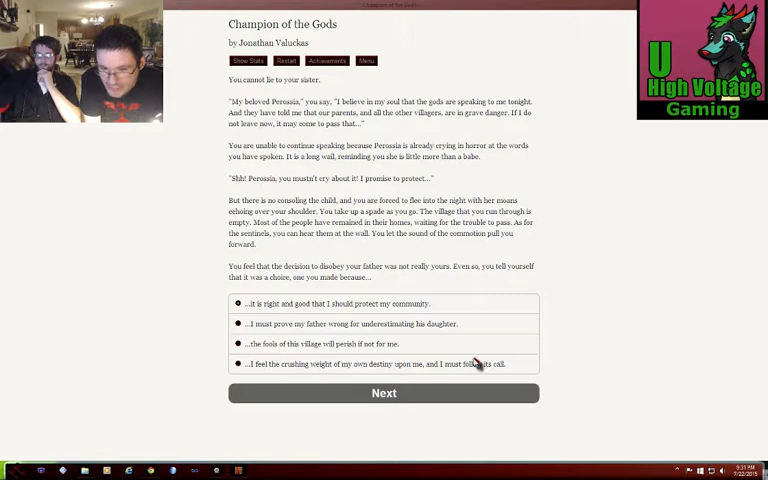 Champion of the Gods
U
High Voltage
Gaming
Champion of the Gods
by Jonathan Valuckas
Show Stats Restart Achievements Menu
You cannot lie to your sister.
"My beloved Perossia," you say, "I believe in my soul that the gods are speaking to me tonight.
And they have told me that our parents, and all the other villagers, are in grave danger. If I do
not leave now, it may come to pass that..."
You are unable to continue speaking because Perossia is already crying in horror at the words
you have spoken. It is a long wail, reminding you she is little more than a babe.
"Shh! Perossia, you mustn't cry about it! I promise to protect..."
But there is no consoling the child, and you are forced to flee into the night with her moans
echoing over your shoulder. You take up a spade as you go. The village that you run through is
empty. Most of the people have remained in their homes, waiting for the trouble to pass. As for
the sentinels, you can hear them at the wall. You let the sound of the commotion pull you
forward.
You feel that the decision to disobey your father was not really yours. Even so, you tell yourself
that it was a choice, one you made because...
...it is right and good that I should protect my community.
...I must prove my father wrong for underestimating his daughter.
...the fools of this village will perish if not for me.
...I feel the crushing weight of my own destiny upon me, and I must follow its call.
Next
9:31 PM
7/22/2015